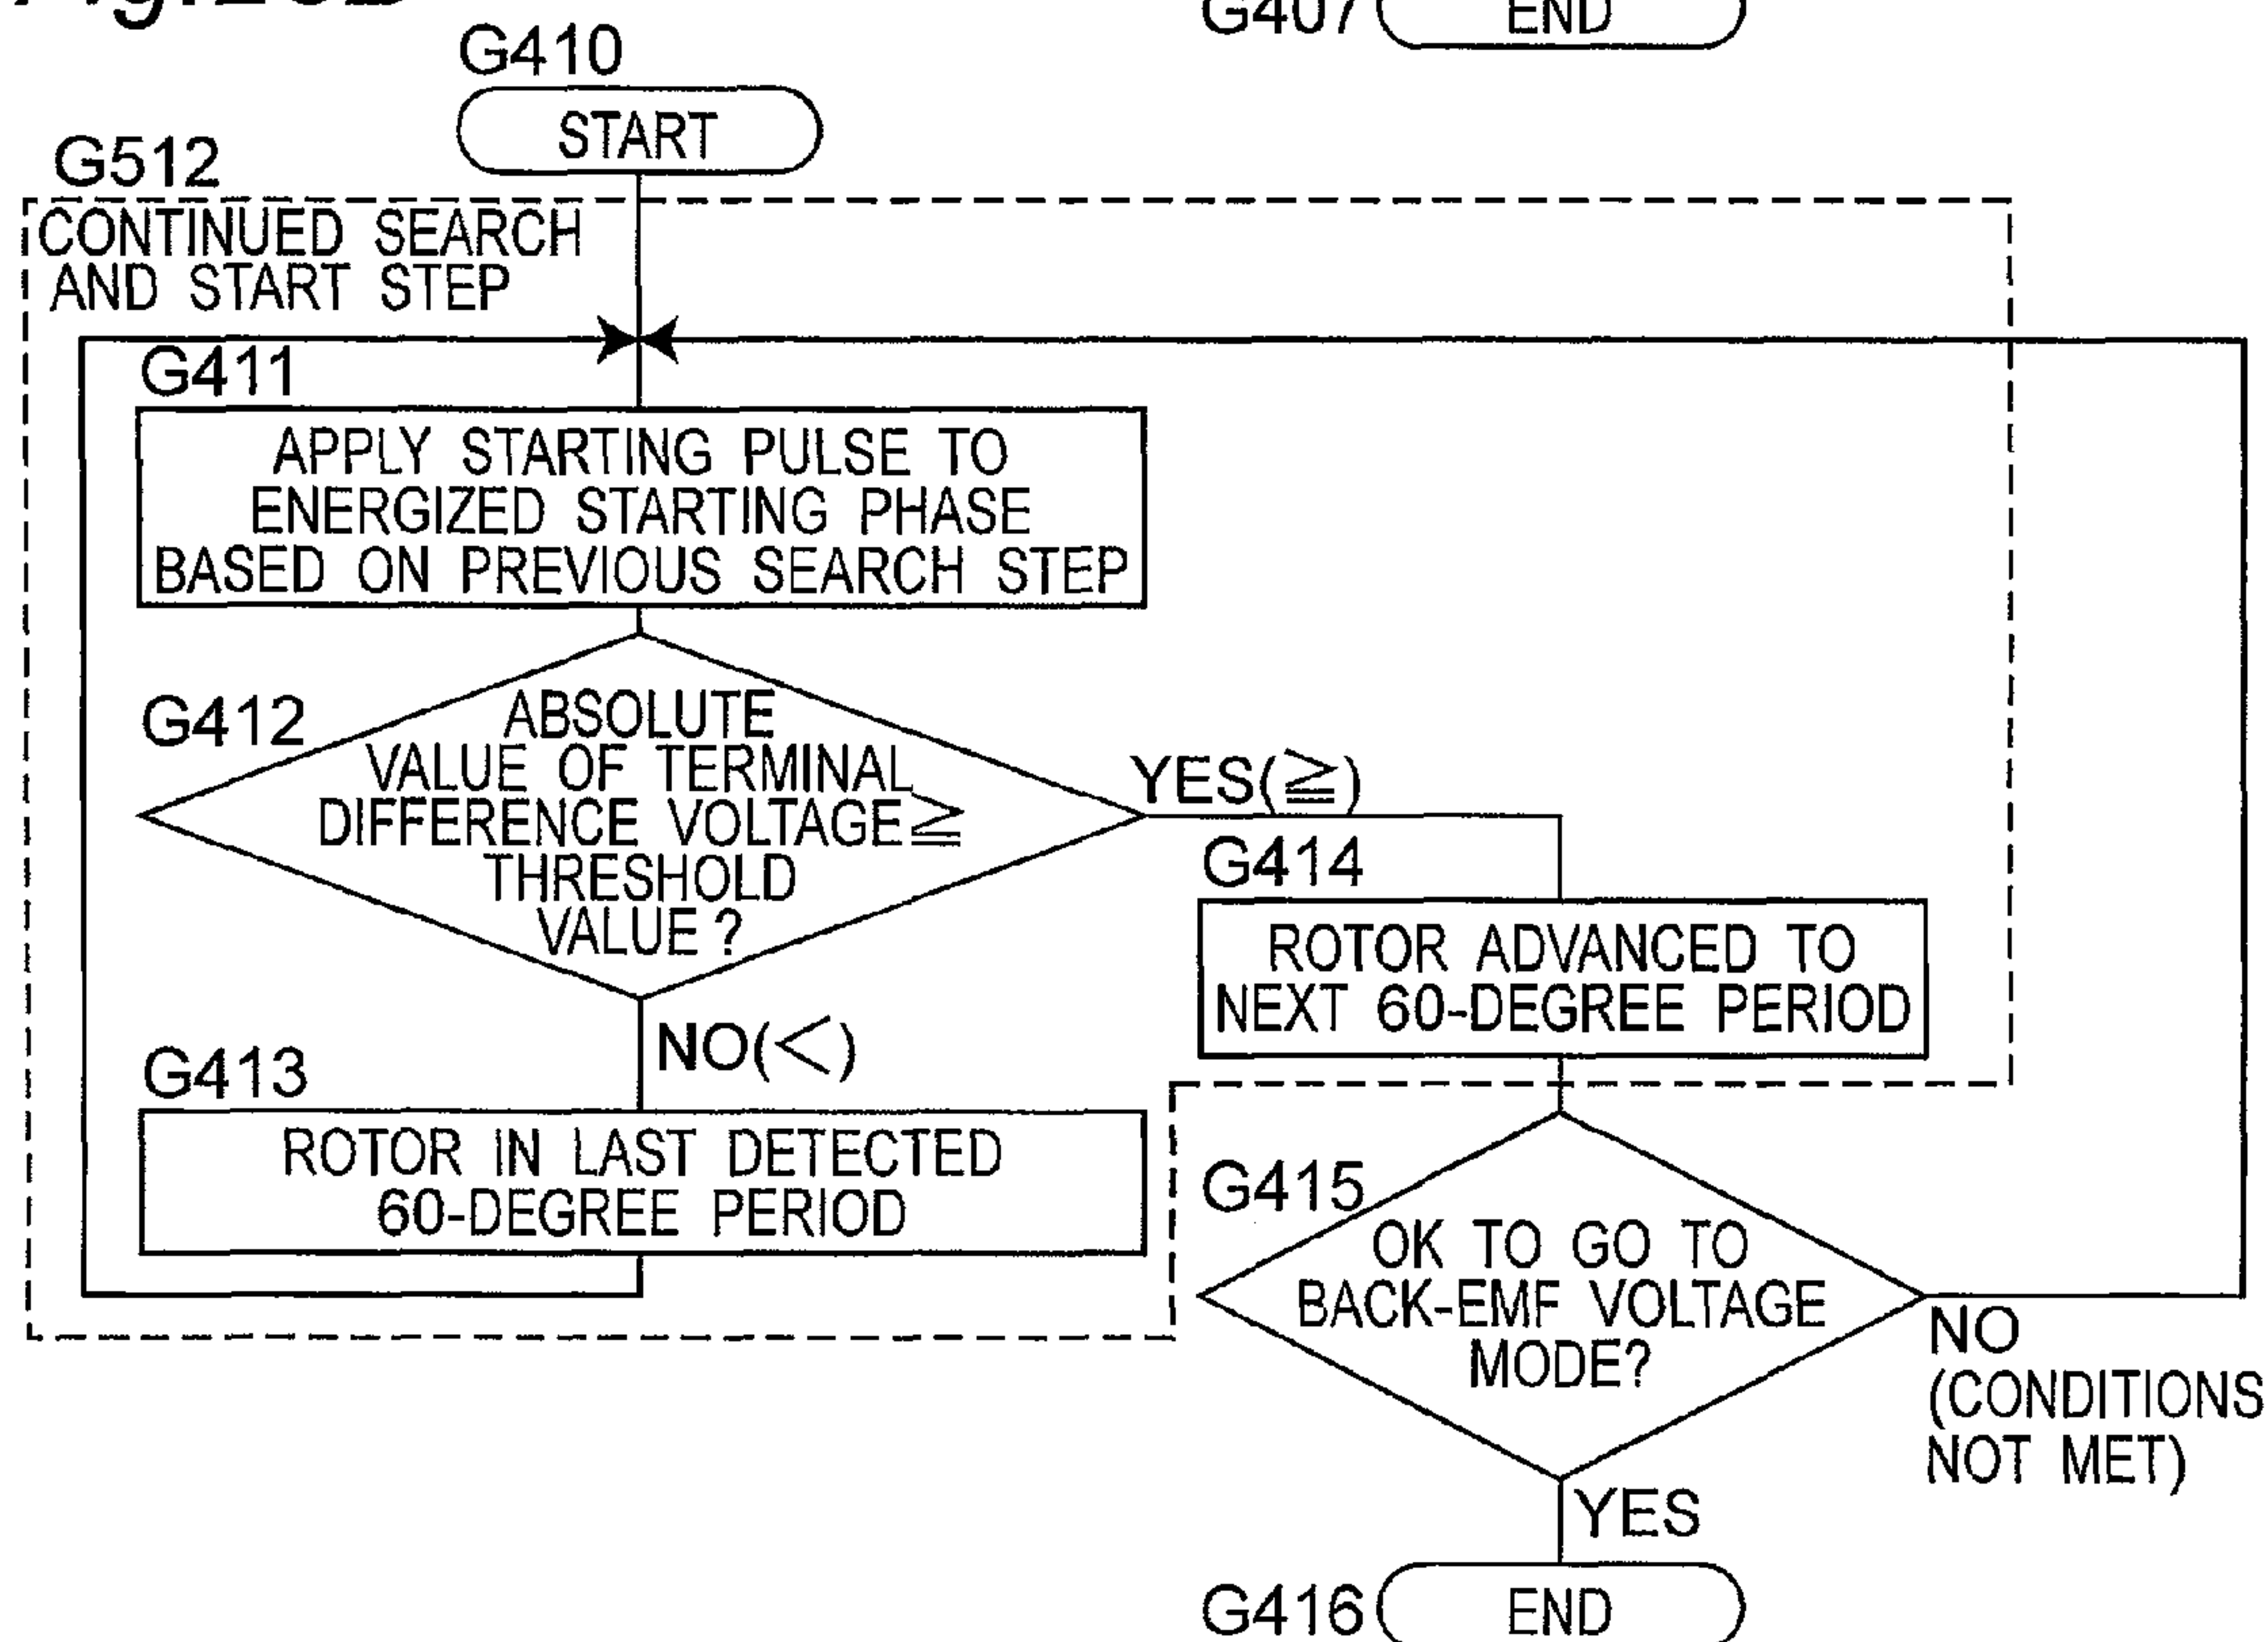 G407
END
G410
START
G512
CONTINUED SEARCH
AND START STEP
G411
APPLY STARTING PULSE TO
ENERGIZED STARTING PHASE
BASED ON PREVIOUS SEARCH STEP
G412
ABSOLUTE
VALUE OF TERMINAL
DIFFERENCE VOLTAGE≧
THRESHOLD
VALUE?
YES(≧)
G414
ROTOR ADVANCED TO
NEXT 60-DEGREE PERIOD
NO(<)
G413
ROTOR IN LAST DETECTED
60-DEGREE PERIOD
G415
OK TO GO TO
BACK-EMF VOLTAGE
MODE?
NO
(CONDITIONS
NOT MET)
YES
G416
END